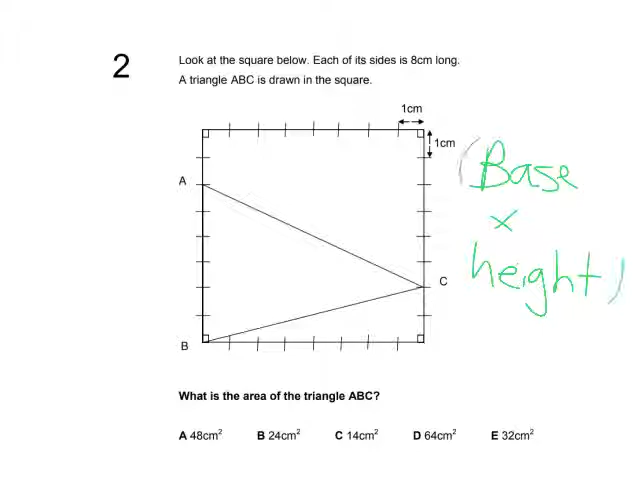 2
Look at the square below. Each of its sides is 8cm long.
A triangle ABC is drawn in the square.
1cm
1cm
A
(Base
×
height)
C
B
What is the area of the triangle ABC?
A 48cm² B 24cm² C 14cm² D 64cm² E 32cm²